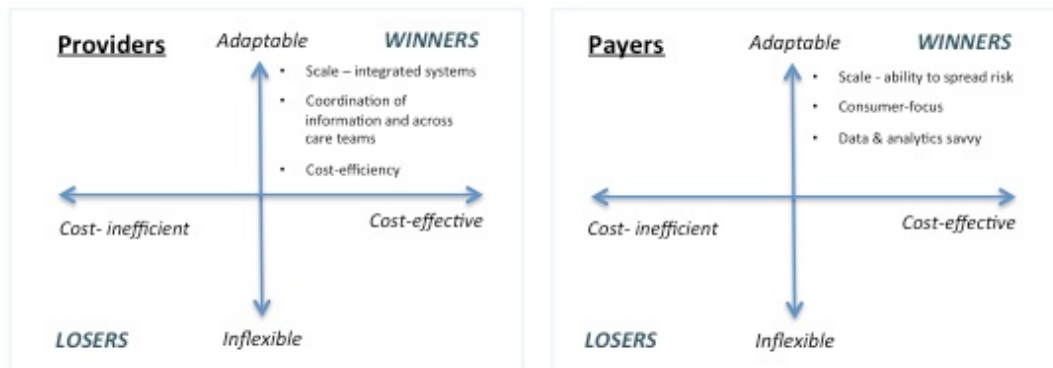 Providers
Adaptable
WINNERS
• Scale – integrated systems
• Coordination of
information and across
care teams
• Cost-efficiency
Cost- inefficient
Cost-effective
LOSERS
Inflexible
Payers
Adaptable
WINNERS
• Scale - ability to spread risk
• Consumer-focus
• Data & analytics savvy
Cost- inefficient
Cost-effective
LOSERS
Inflexible